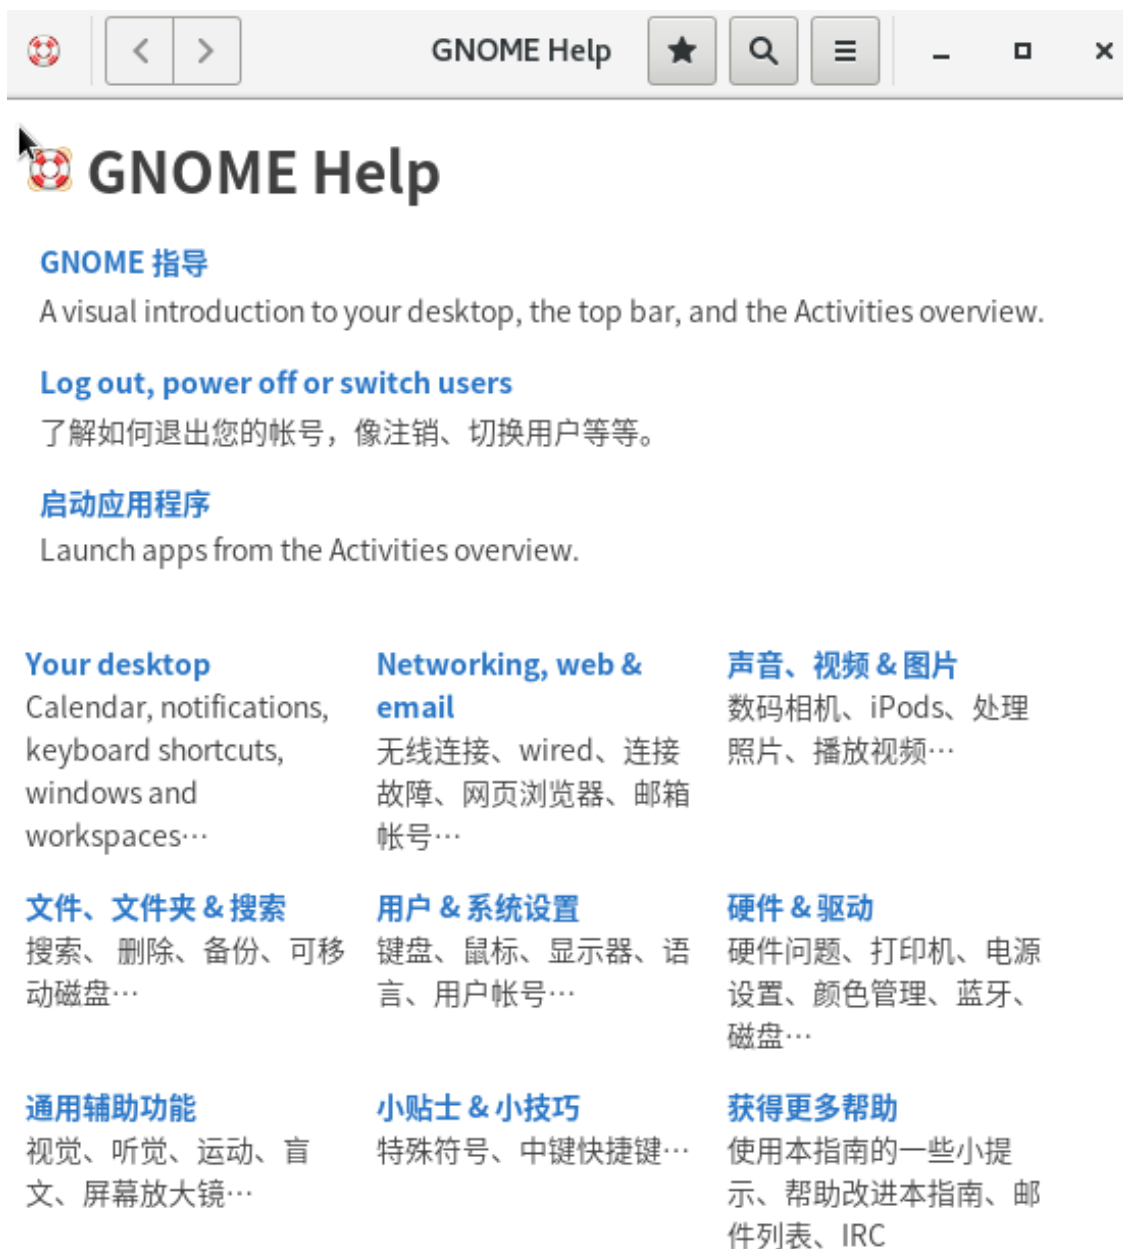 GNOME Help
GNOME Help
GNOME 指导
A visual introduction to your desktop, the top bar, and the Activities overview.
Log out, power off or switch users
了解如何退出您的帐号，像注销、切换用户等等。
启动应用程序
Launch apps from the Activities overview.
Your desktop
Calendar, notifications,
keyboard shortcuts,
windows and
workspaces…
Networking, web &
email
无线连接、wired、连接
故障、网页浏览器、邮箱
帐号…
声音、视频 & 图片
数码相机、iPods、处理
照片、播放视频…
文件、文件夹 & 搜索
搜索、 删除、备份、可移
动磁盘…
用户 & 系统设置
键盘、鼠标、显示器、语
言、用户帐号…
硬件 & 驱动
硬件问题、打印机、电源
设置、颜色管理、蓝牙、
磁盘…
通用辅助功能
视觉、听觉、运动、盲
文、屏幕放大镜…
小贴士 & 小技巧
特殊符号、中键快捷键…
获得更多帮助
使用本指南的一些小提
示、帮助改进本指南、邮
件列表、IRC